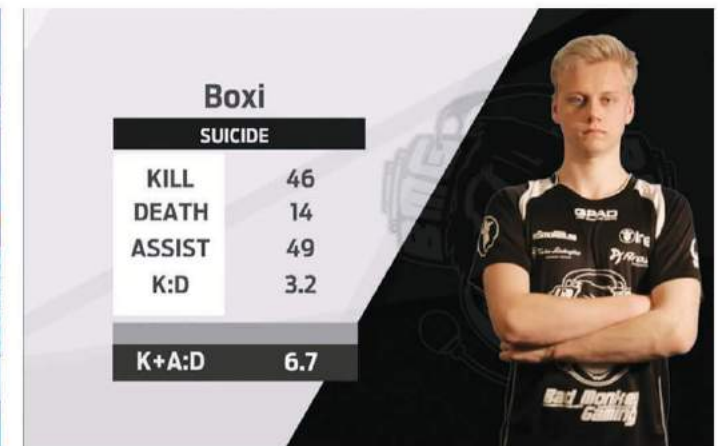 Boxi
SUICIDE
KILL 46
DEATH 14
ASSIST 49
K:D 3.2
K+A:D 6.7
Bad Monkey
Gaming